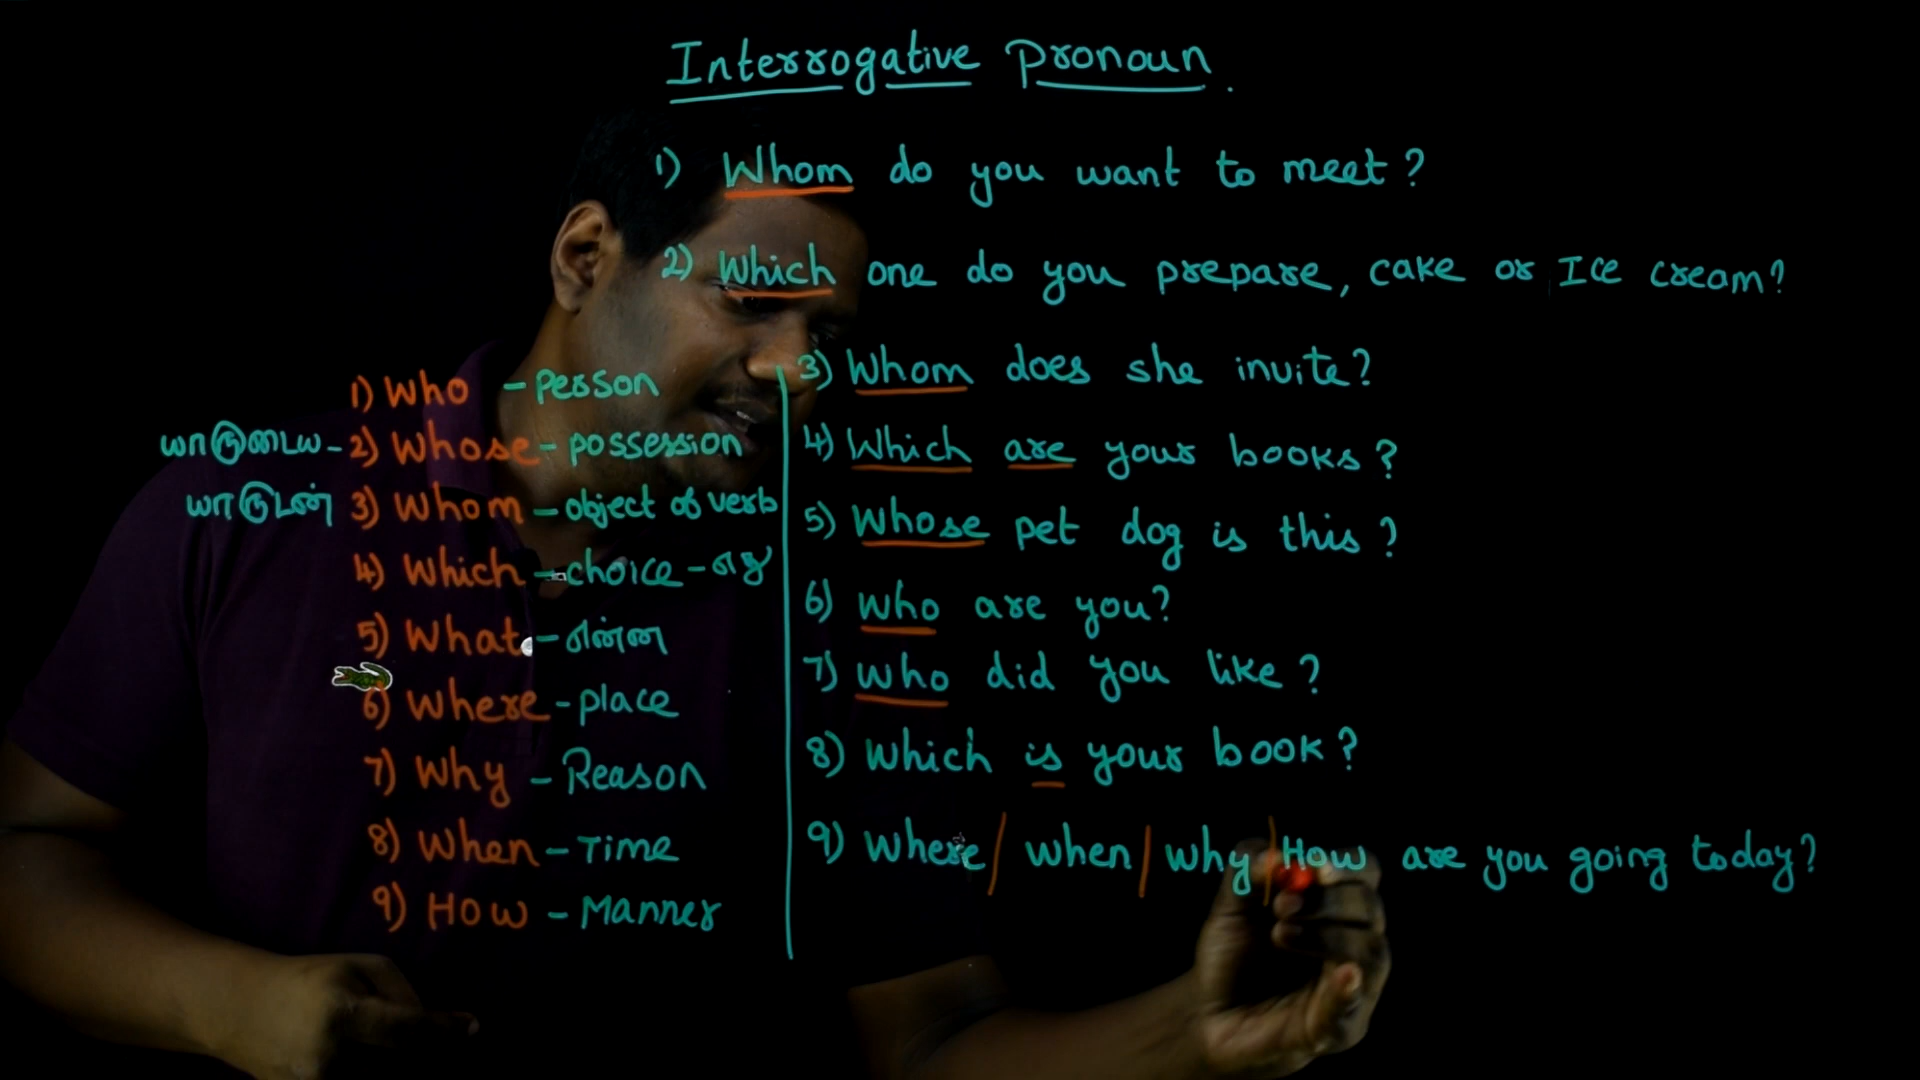 Interrogative Pronoun.
1) Whom do you want to meet?
2) Which one do you prepare, cake or Ice cream?
3) Whom does she invite?
4) Which are your books?
5) Whose pet dog is this?
6) Who are you?
7) Who did you like?
8) Which is your book?
9) Where / when / why / How are you going today?
1) Who - person
யாருடைய - 2) Whose - possession
யாருடன் 3) Whom - object of verb
4) Which - choice - எது
5) What - என்ன
6) Where - place
7) Why - Reason
8) When - Time
9) How - Manner